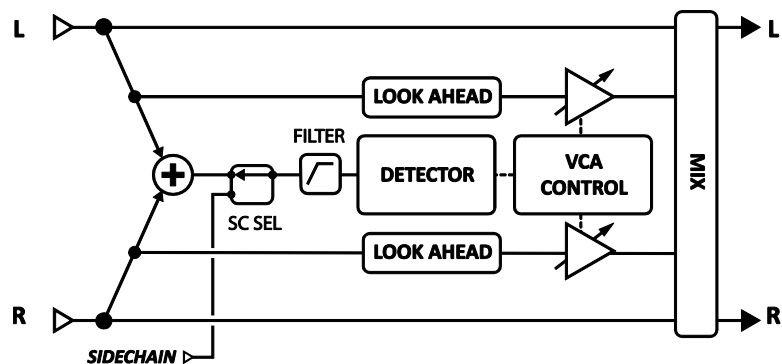 L
L
LOOK AHEAD
FILTER
DETECTOR
VCA
CONTROL
MIX
SC SEL
LOOK AHEAD
R
R
SIDECHAIN